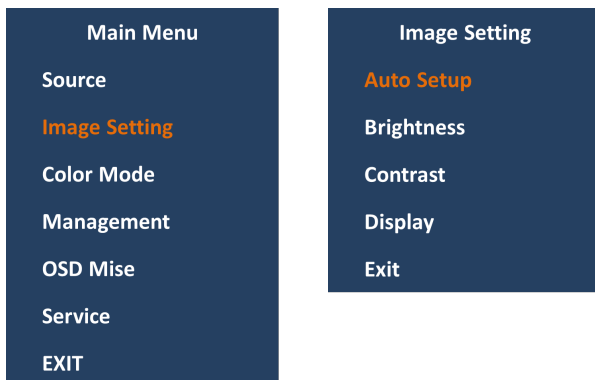 Main Menu
Source
Image Setting
Color Mode
Management
OSD Mise
Service
EXIT
Image Setting
Auto Setup
Brightness
Contrast
Display
Exit